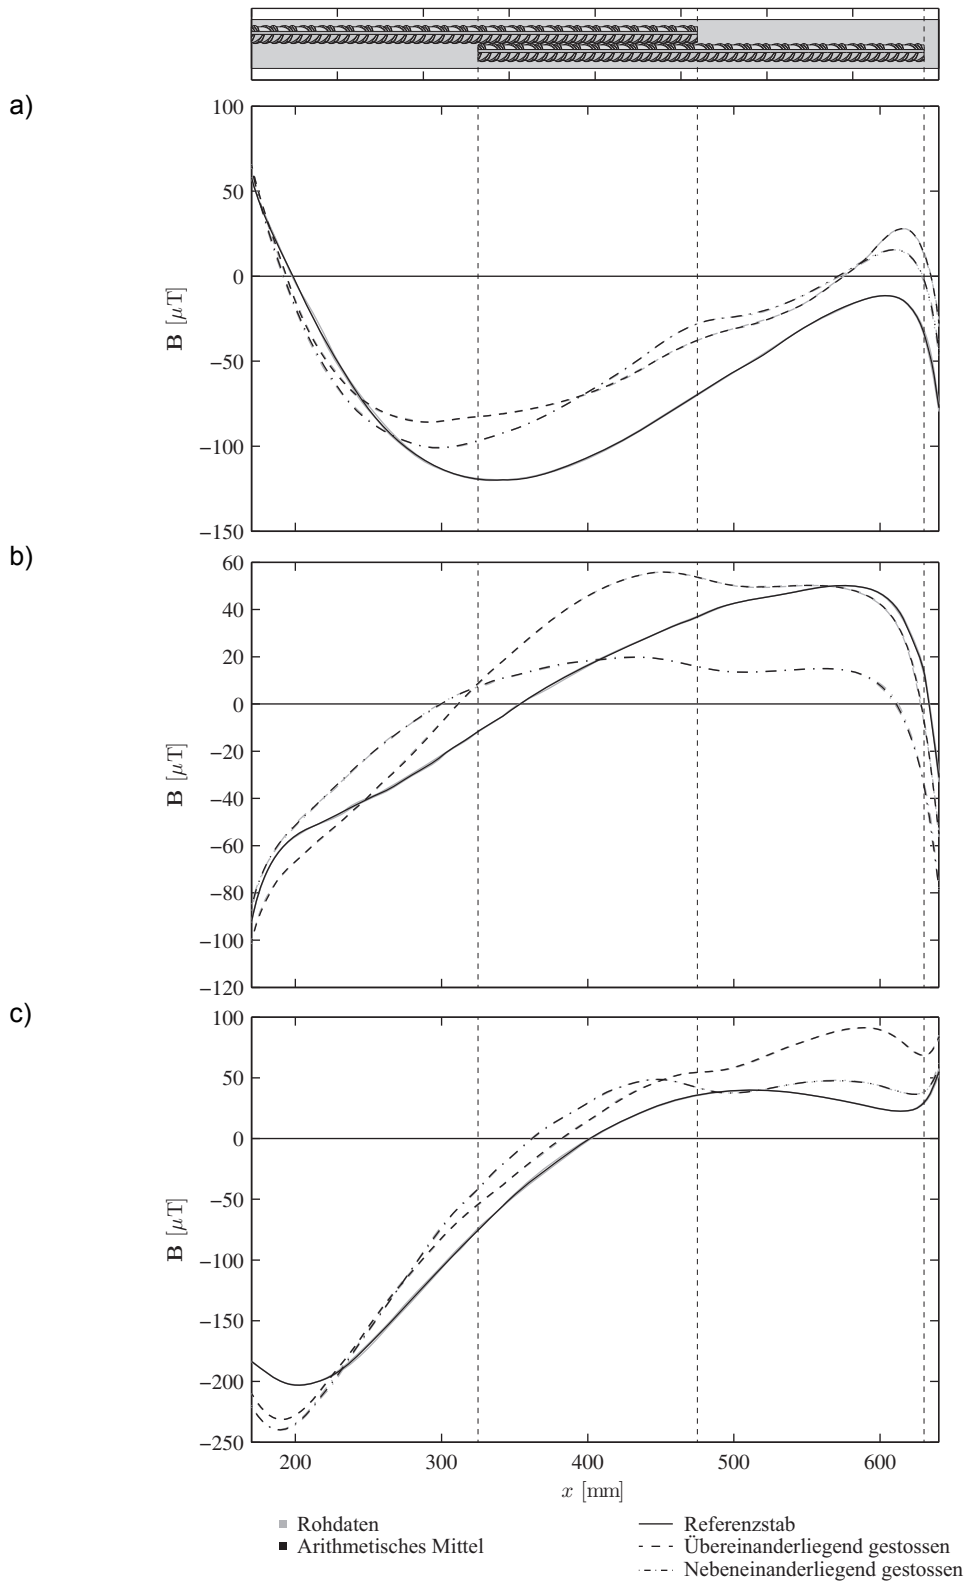 a)
100
50
0
−50
−100
−150
B [μT]
b)
60
40
20
0
−20
−40
−60
−80
−100
−120
B [μT]
c)
100
50
0
−50
−100
−150
−200
−250
B [μT]
200 300 400 500 600
x [mm]
Rohdaten
Arithmetisches Mittel
Referenzstab
Übereinanderliegend gestossen
Nebeneinanderliegend gestossen